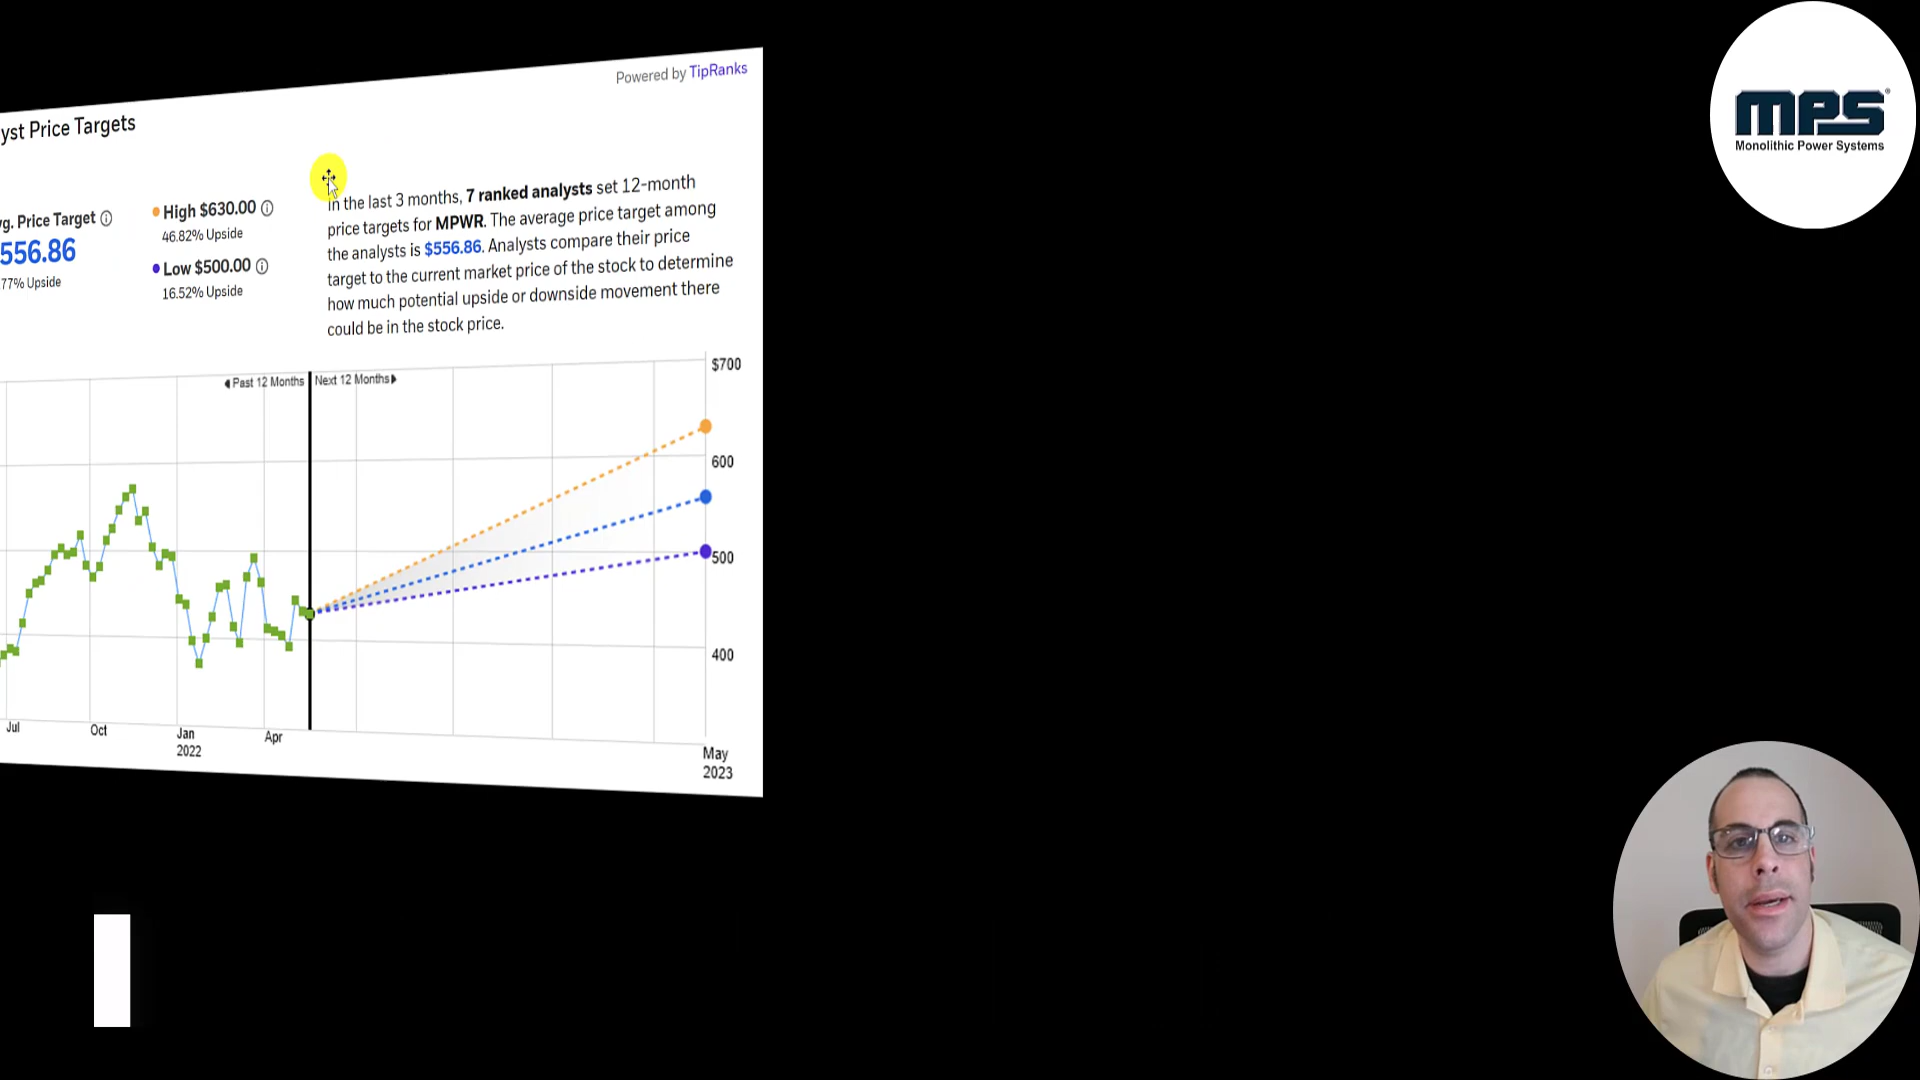 Powered by TipRanks
yst Price Targets
MPS
Monolithic Power Systems
vg. Price Target
556.86
77% Upside
High $630.00
46.82% Upside
Low $500.00
16.52% Upside
In the last 3 months, 7 ranked analysts set 12-month
price targets for MPWR. The average price target among
the analysts is $556.86. Analysts compare their price
target to the current market price of the stock to determine
how much potential upside or downside movement there
could be in the stock price.
Past 12 Months
Next 12 Months
$700
600
500
400
Jul
Oct
Jan
2022
Apr
May
2023